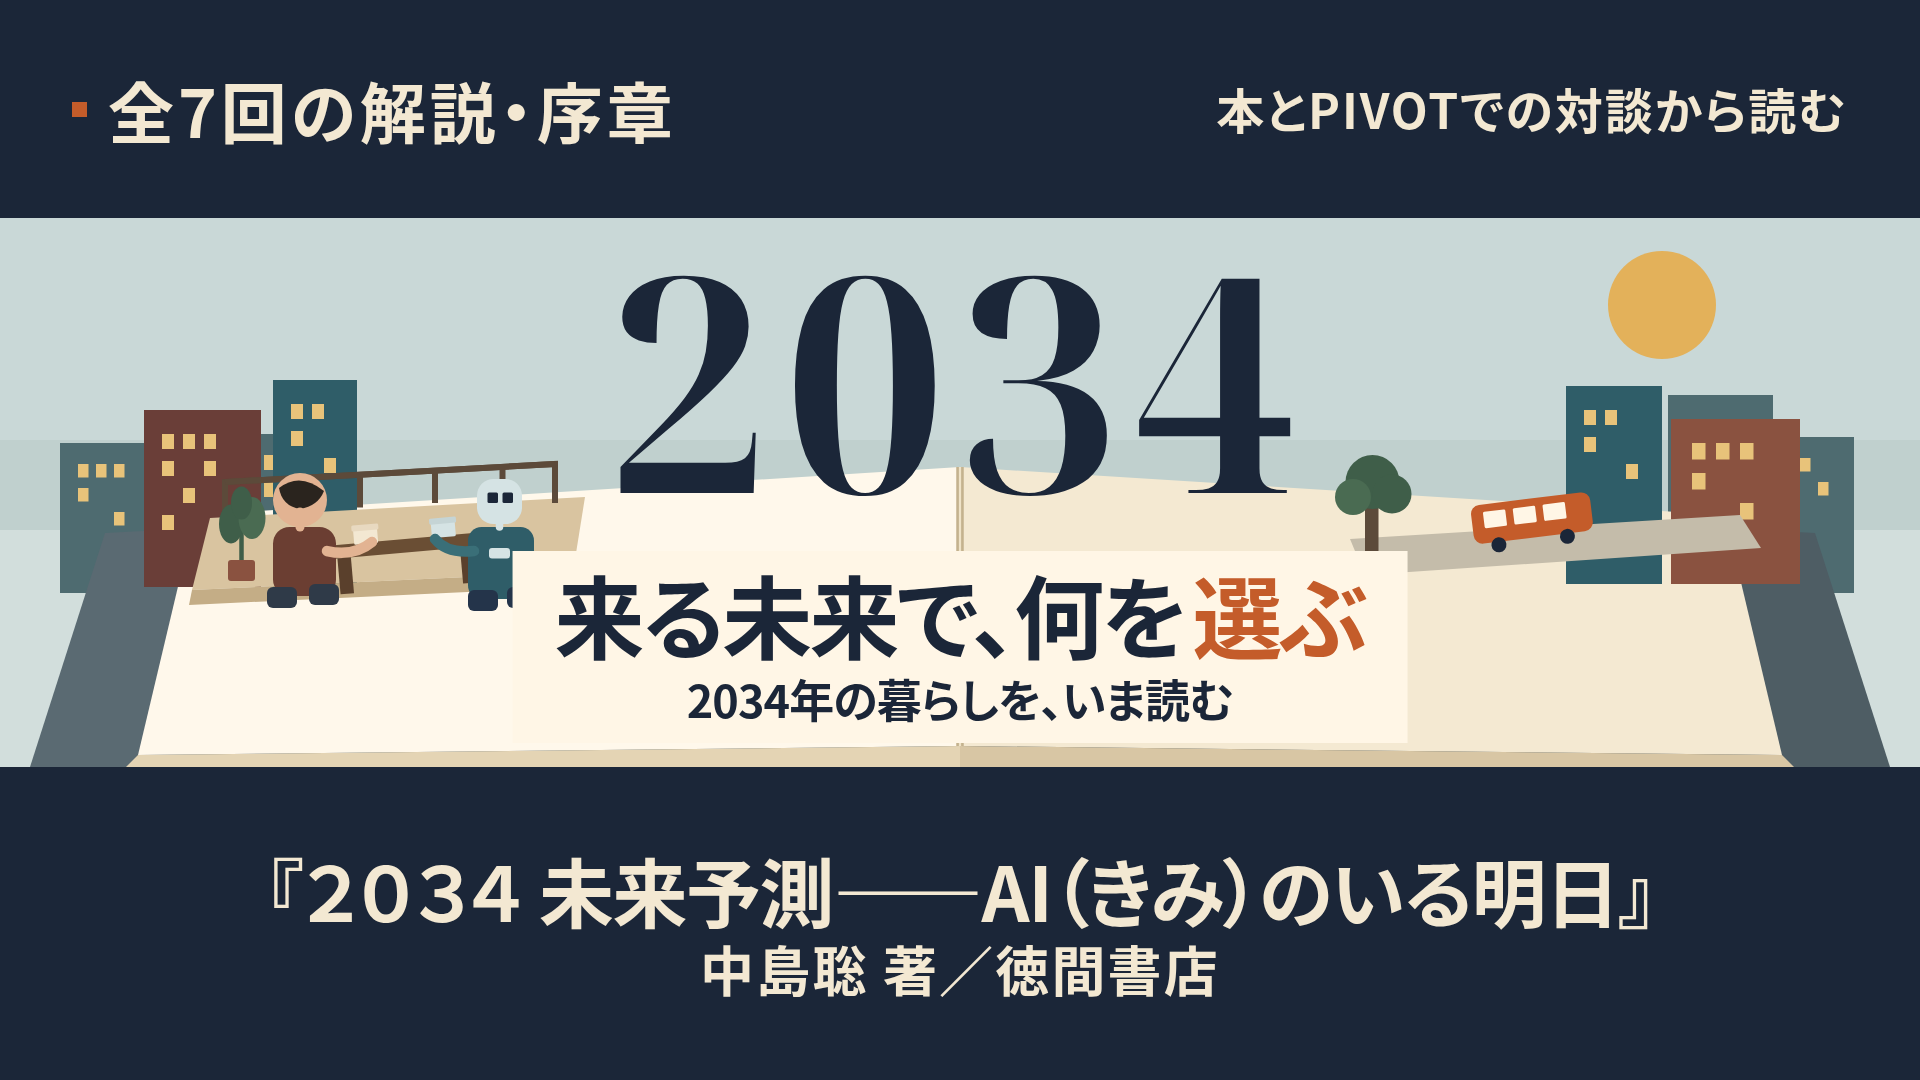 全7回の解説・序章
本とPIVOTでの対談から読む
2034
来る未来で、何を選ぶ
2034年の暮らしを、いま読む
『２０３４ 未来予測――AI（きみ）のいる明日』
中島聡 著／徳間書店